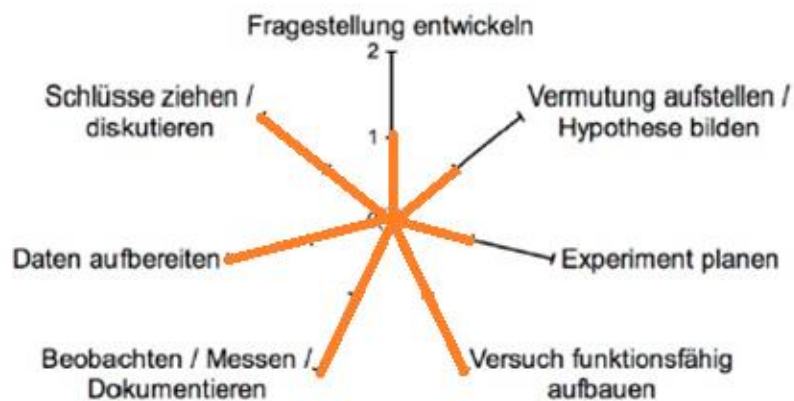 Fragestellung entwickeln
2
Schlüsse ziehen /
diskutieren
Vermutung aufstellen /
Hypothese bilden
1
0
Daten aufbereiten
Experiment planen
Beobachten / Messen /
Dokumentieren
Versuch funktionsfähig
aufbauen